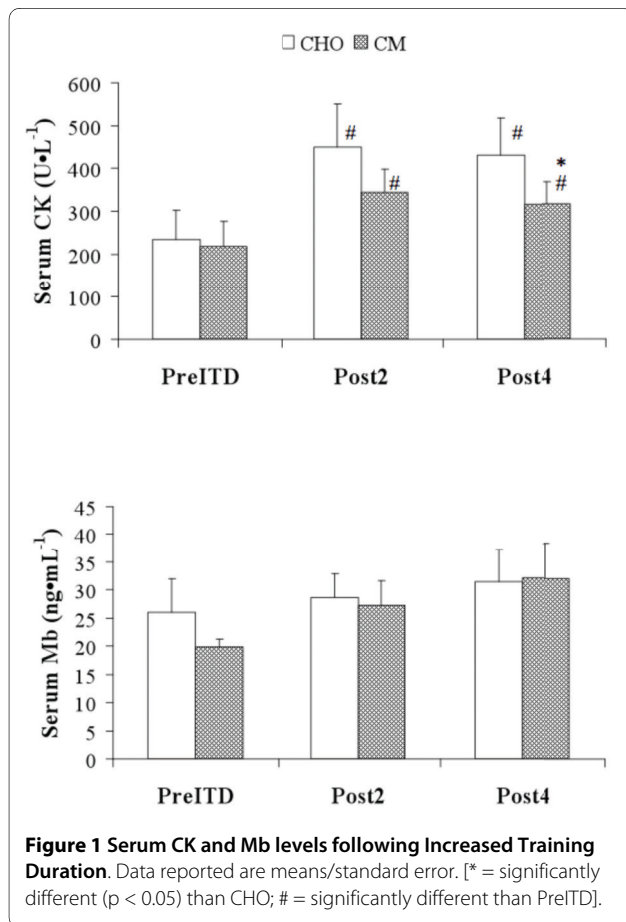 □ CHO ▩ CM
Serum CK (U•L⁻¹)
600
500
400
300
200
100
0
# # # * #
PreITD Post2 Post4
Serum Mb (ng•mL⁻¹)
45
40
35
30
25
20
15
10
5
0
PreITD Post2 Post4
Figure 1 Serum CK and Mb levels following Increased Training
Duration. Data reported are means/standard error. [* = significantly
different (p < 0.05) than CHO; # = significantly different than PreITD].